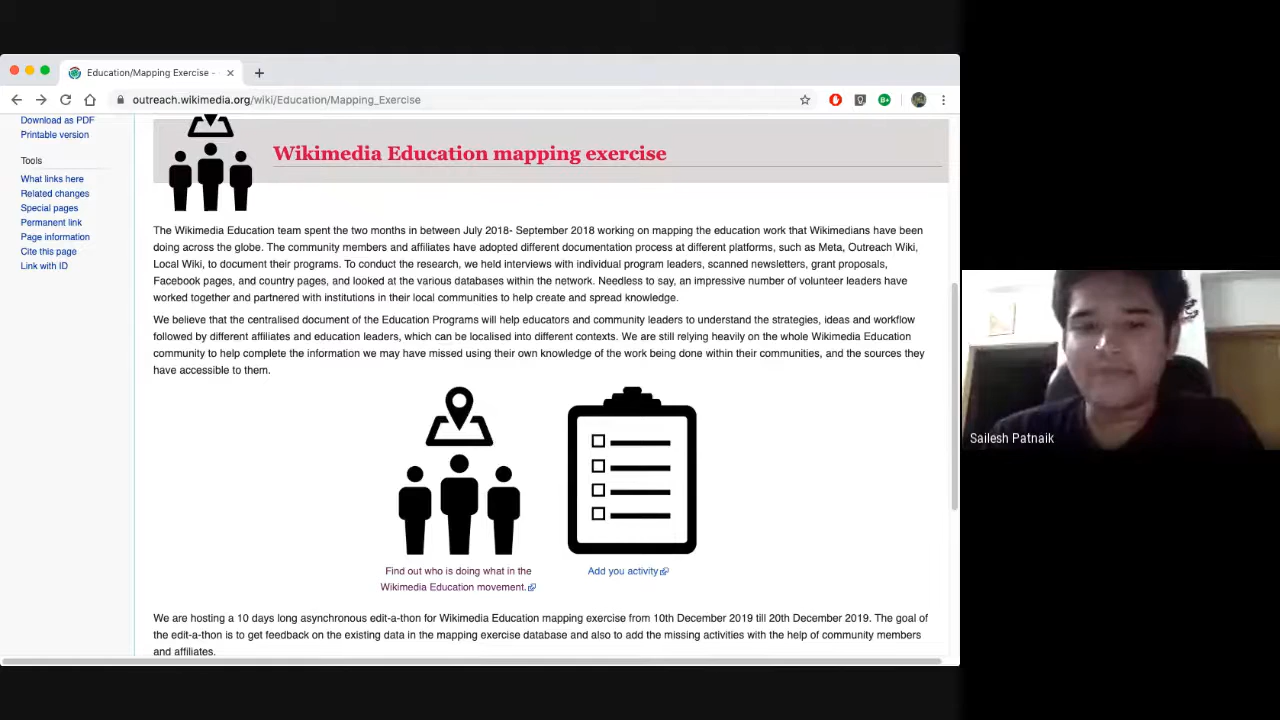 Education/Mapping Exercise -
outreach.wikimedia.org/wiki/Education/Mapping_Exercise
Download as PDF
Printable version
Tools
What links here
Related changes
Special pages
Permanent link
Page information
Cite this page
Link with ID
Wikimedia Education mapping exercise
The Wikimedia Education team spent the two months in between July 2018- September 2018 working on mapping the education work that Wikimedians have been
doing across the globe. The community members and affiliates have adopted different documentation process at different platforms, such as Meta, Outreach Wiki,
Local Wiki, to document their programs. To conduct the research, we held interviews with individual program leaders, scanned newsletters, grant proposals,
Facebook pages, and country pages, and looked at the various databases within the network. Needless to say, an impressive number of volunteer leaders have
worked together and partnered with institutions in their local communities to help create and spread knowledge.
We believe that the centralised document of the Education Programs will help educators and community leaders to understand the strategies, ideas and workflow
followed by different affiliates and education leaders, which can be localised into different contexts. We are still relying heavily on the whole Wikimedia Education
community to help complete the information we may have missed using their own knowledge of the work being done within their communities, and the sources they
have accessible to them.
Find out who is doing what in the
Wikimedia Education movement.
Add you activity
We are hosting a 10 days long asynchronous edit-a-thon for Wikimedia Education mapping exercise from 10th December 2019 till 20th December 2019. The goal of
the edit-a-thon is to get feedback on the existing data in the mapping exercise database and also to add the missing activities with the help of community members
and affiliates.
Sailesh Patnaik